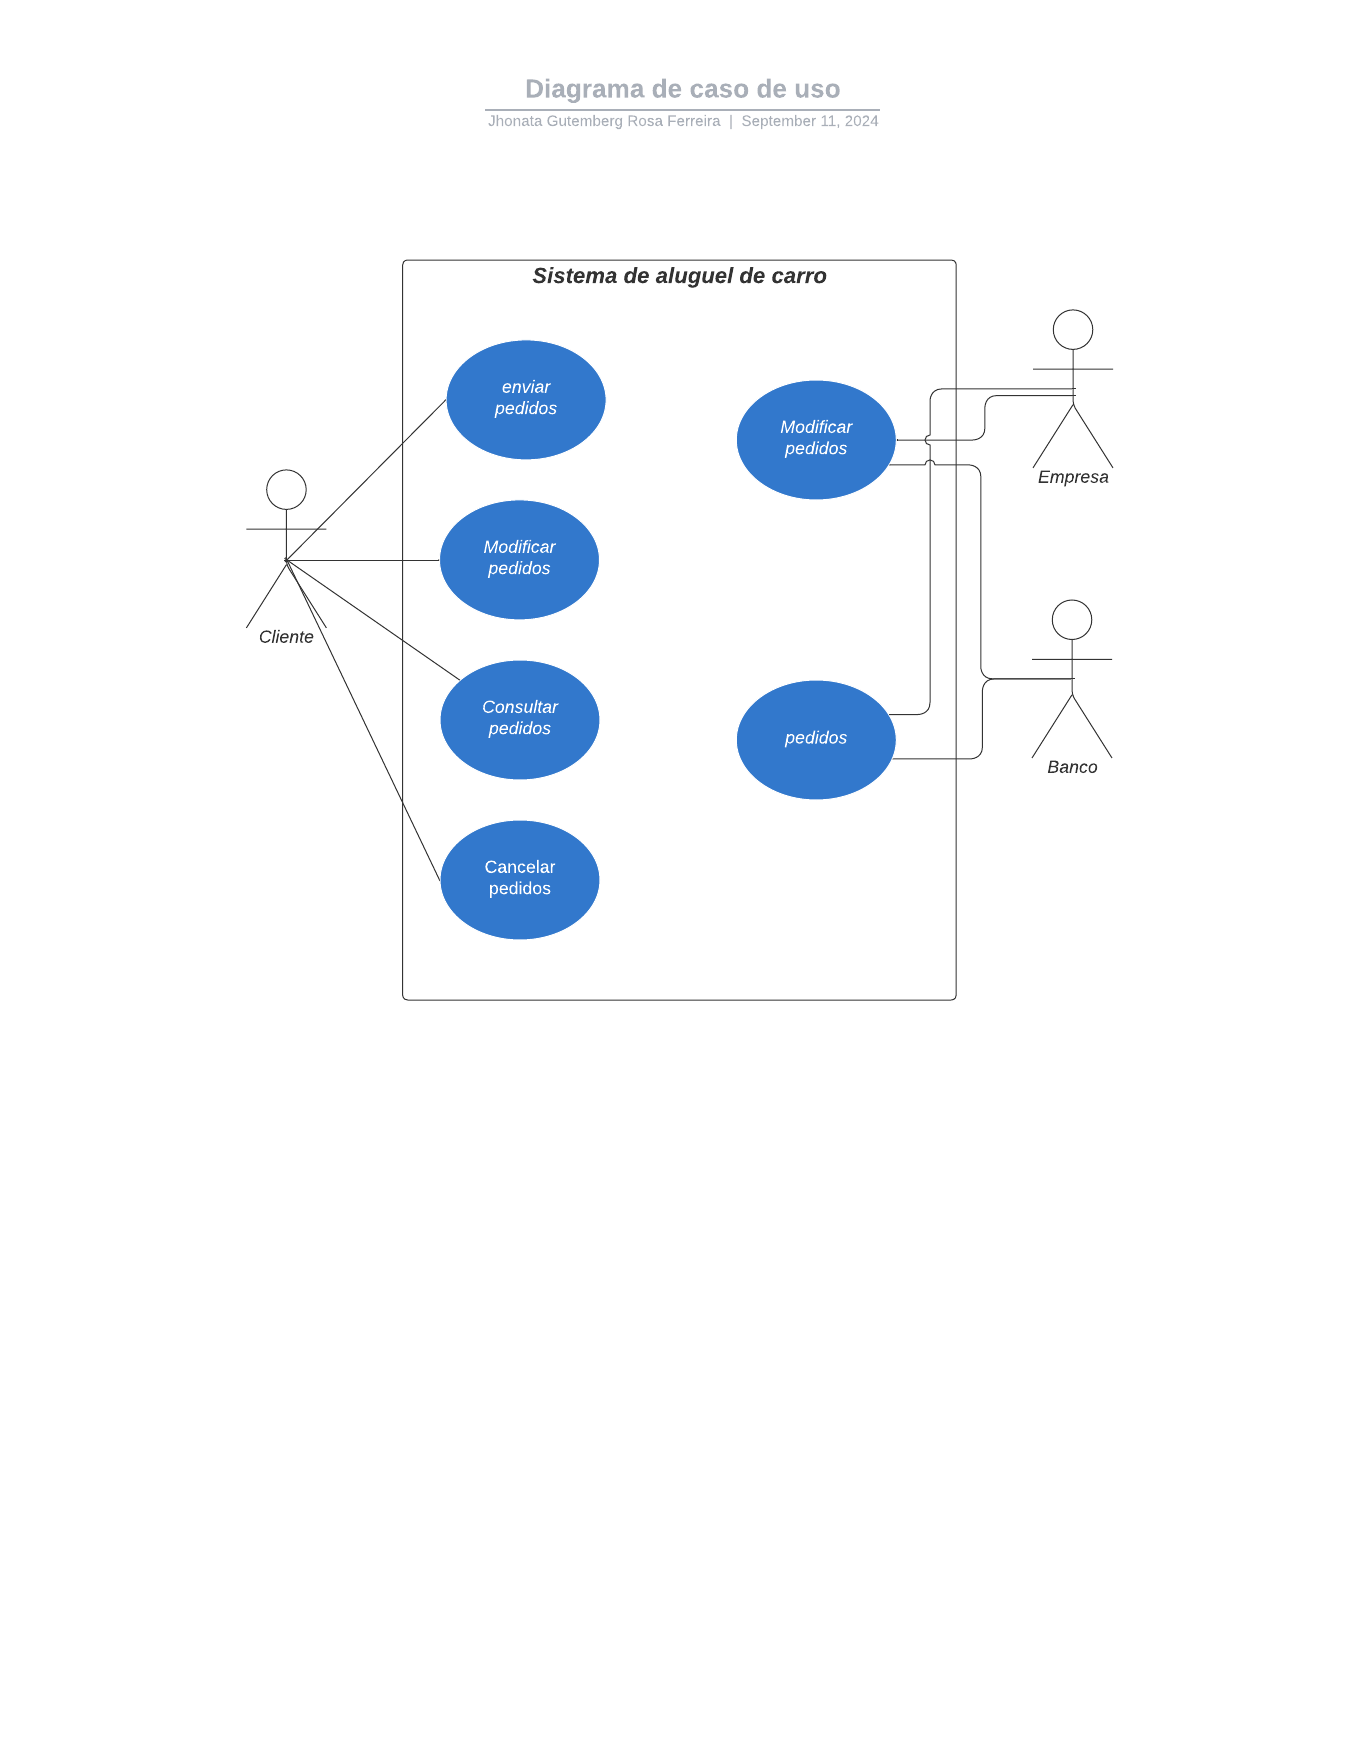 Diagrama de caso de uso
Jhonata Gutemberg Rosa Ferreira | September 11, 2024
Sistema de aluguel de carro
enviar
pedidos
Modificar
pedidos
Consultar
pedidos
Cancelar
pedidos
Modificar
pedidos
pedidos
Cliente
Empresa
Banco